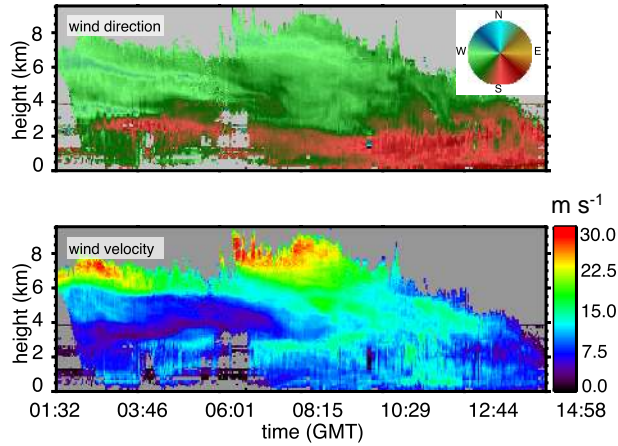 wind direction
N
W
E
S
height (km)
8
6
4
2
0
m s-1
wind velocity
height (km)
8
6
4
2
0
30.0
22.5
15.0
7.5
0.0
01:32 03:46 06:01 08:15 10:29 12:44 14:58
time (GMT)